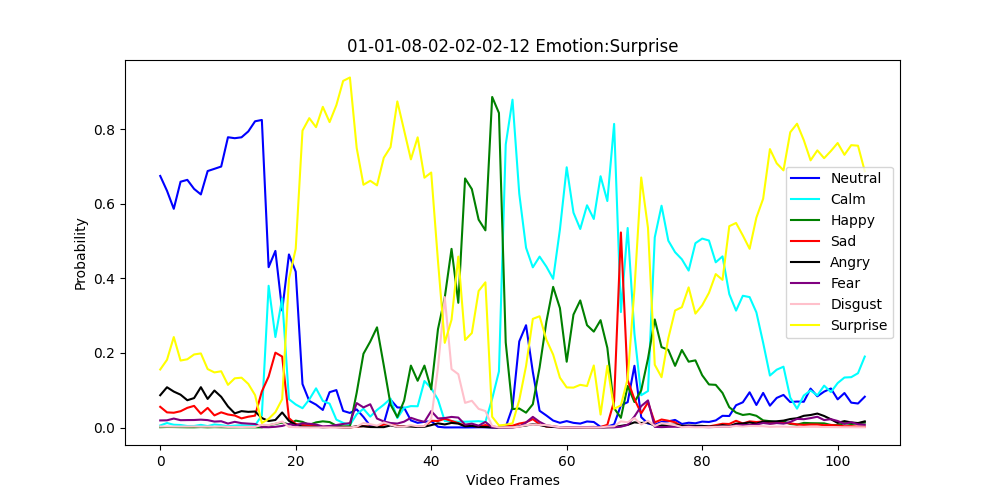 01-01-08-02-02-02-12 Emotion:Surprise
Probability
0.8
0.6
0.4
0.2
0.0
0
20
40
60
80
100
Video Frames
Neutral
Calm
Happy
Sad
Angry
Fear
Disgust
Surprise